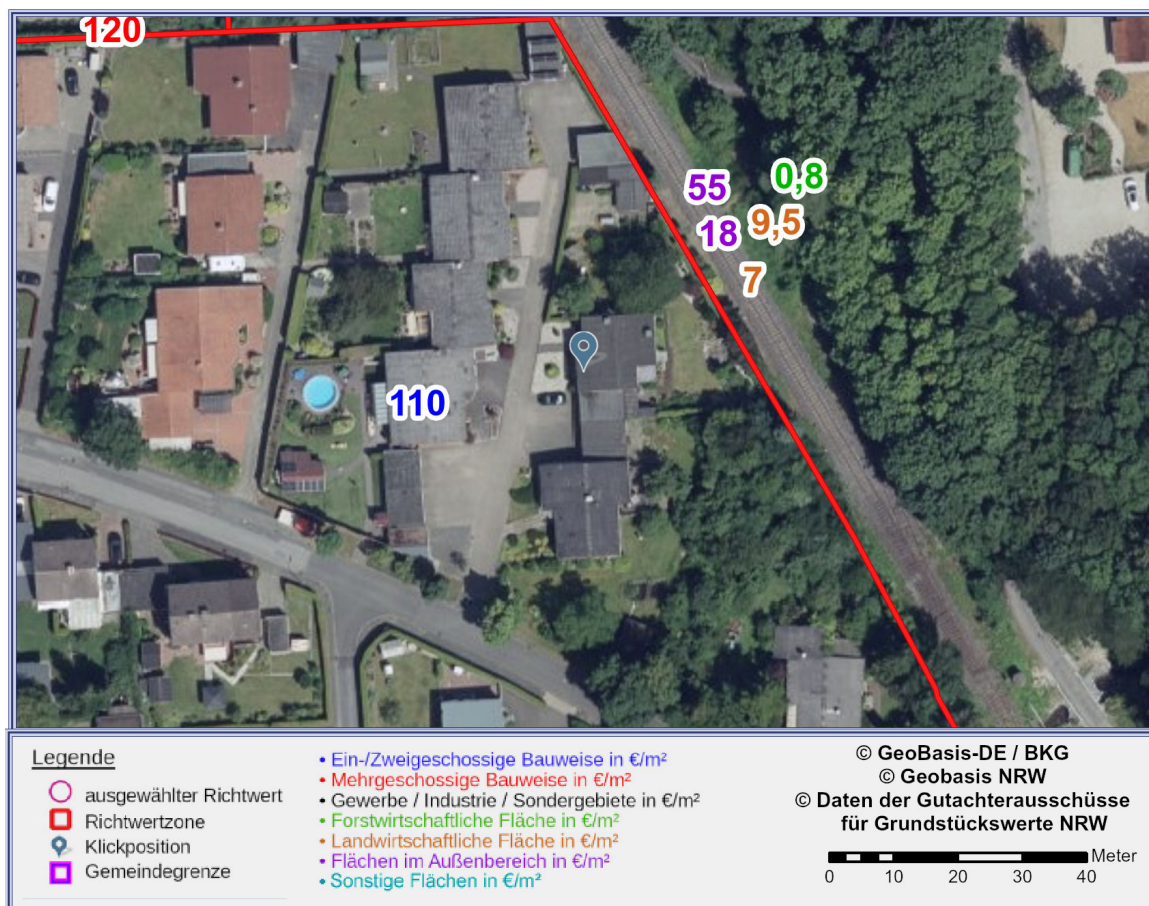 120
55
0,8
18
9,5
7
110
Legende
ausgewählter Richtwert
Richtwertzone
Klickposition
Gemeindegrenze
• Ein-/Zweigeschossige Bauweise in €/m²
• Mehrgeschossige Bauweise in €/m²
• Gewerbe / Industrie / Sondergebiete in €/m²
• Forstwirtschaftliche Fläche in €/m²
• Landwirtschaftliche Fläche in €/m²
• Flächen im Außenbereich in €/m²
• Sonstige Flächen in €/m²
© GeoBasis-DE / BKG
© Geobasis NRW
© Daten der Gutachterausschüsse
für Grundstückswerte NRW
Meter
0 10 20 30 40